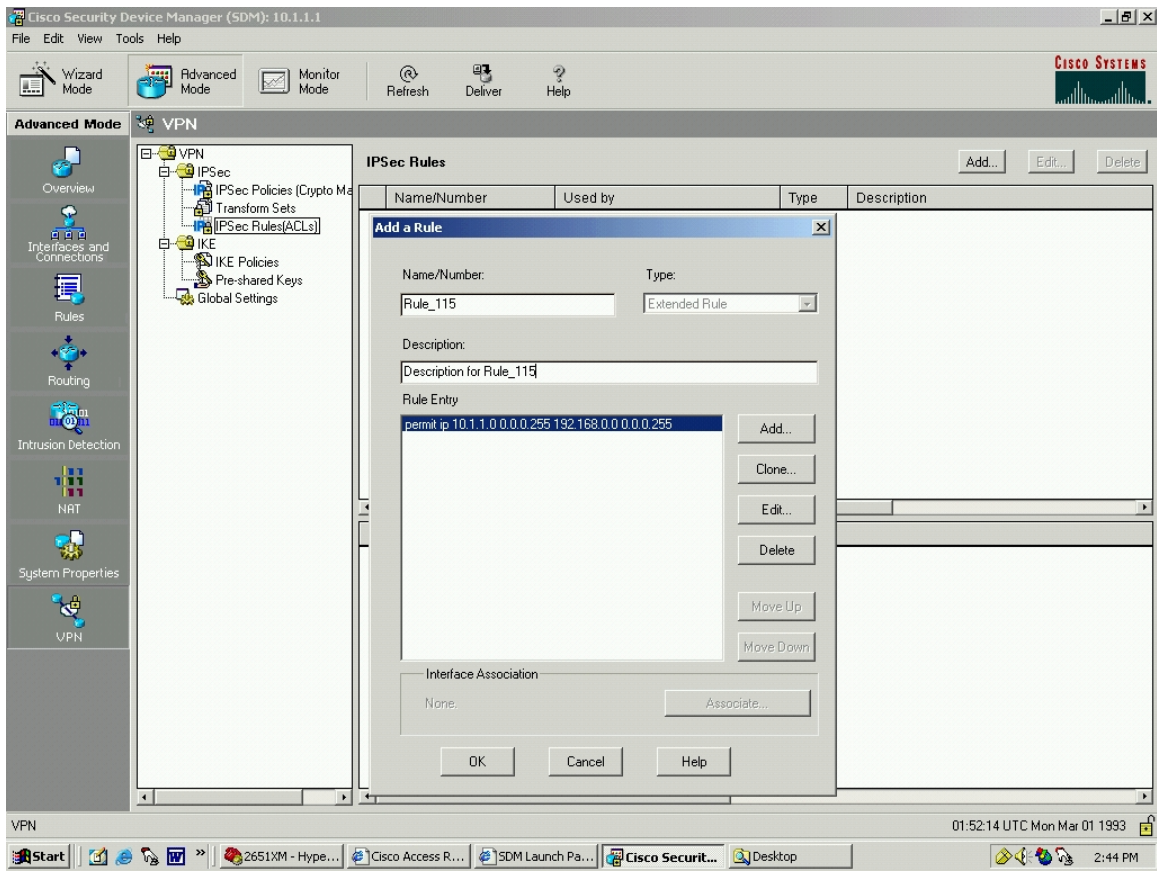 Cisco Security Device Manager (SDM): 10.1.1.1
File Edit View Tools Help
Wizard Mode
Advanced Mode
Monitor Mode
Refresh
Deliver
Help
CISCO SYSTEMS
Advanced Mode
VPN
Overview
Interfaces and Connections
Rules
Routing
Intrusion Detection
NAT
System Properties
VPN
VPN
IPSec
IPSec Policies (Crypto Ma
Transform Sets
IPSec Rules(ACLs)
IKE
IKE Policies
Pre-shared Keys
Global Settings
IPSec Rules
Add...
Edit...
Delete
Name/Number
Used by
Type
Description
Add a Rule
Name/Number:
Type:
Rule_115
Extended Rule
Description:
Description for Rule_115
Rule Entry
permit ip 10.1.1.0 0.0.0.255 192.168.0.0 0.0.0.255
Add...
Clone...
Edit...
Delete
Move Up
Move Down
Interface Association
None.
Associate...
OK
Cancel
Help
VPN
01:52:14 UTC Mon Mar 01 1993
Start
2651XM - Hype...
Cisco Access R...
SDM Launch Pa...
Cisco Securit...
Desktop
2:44 PM